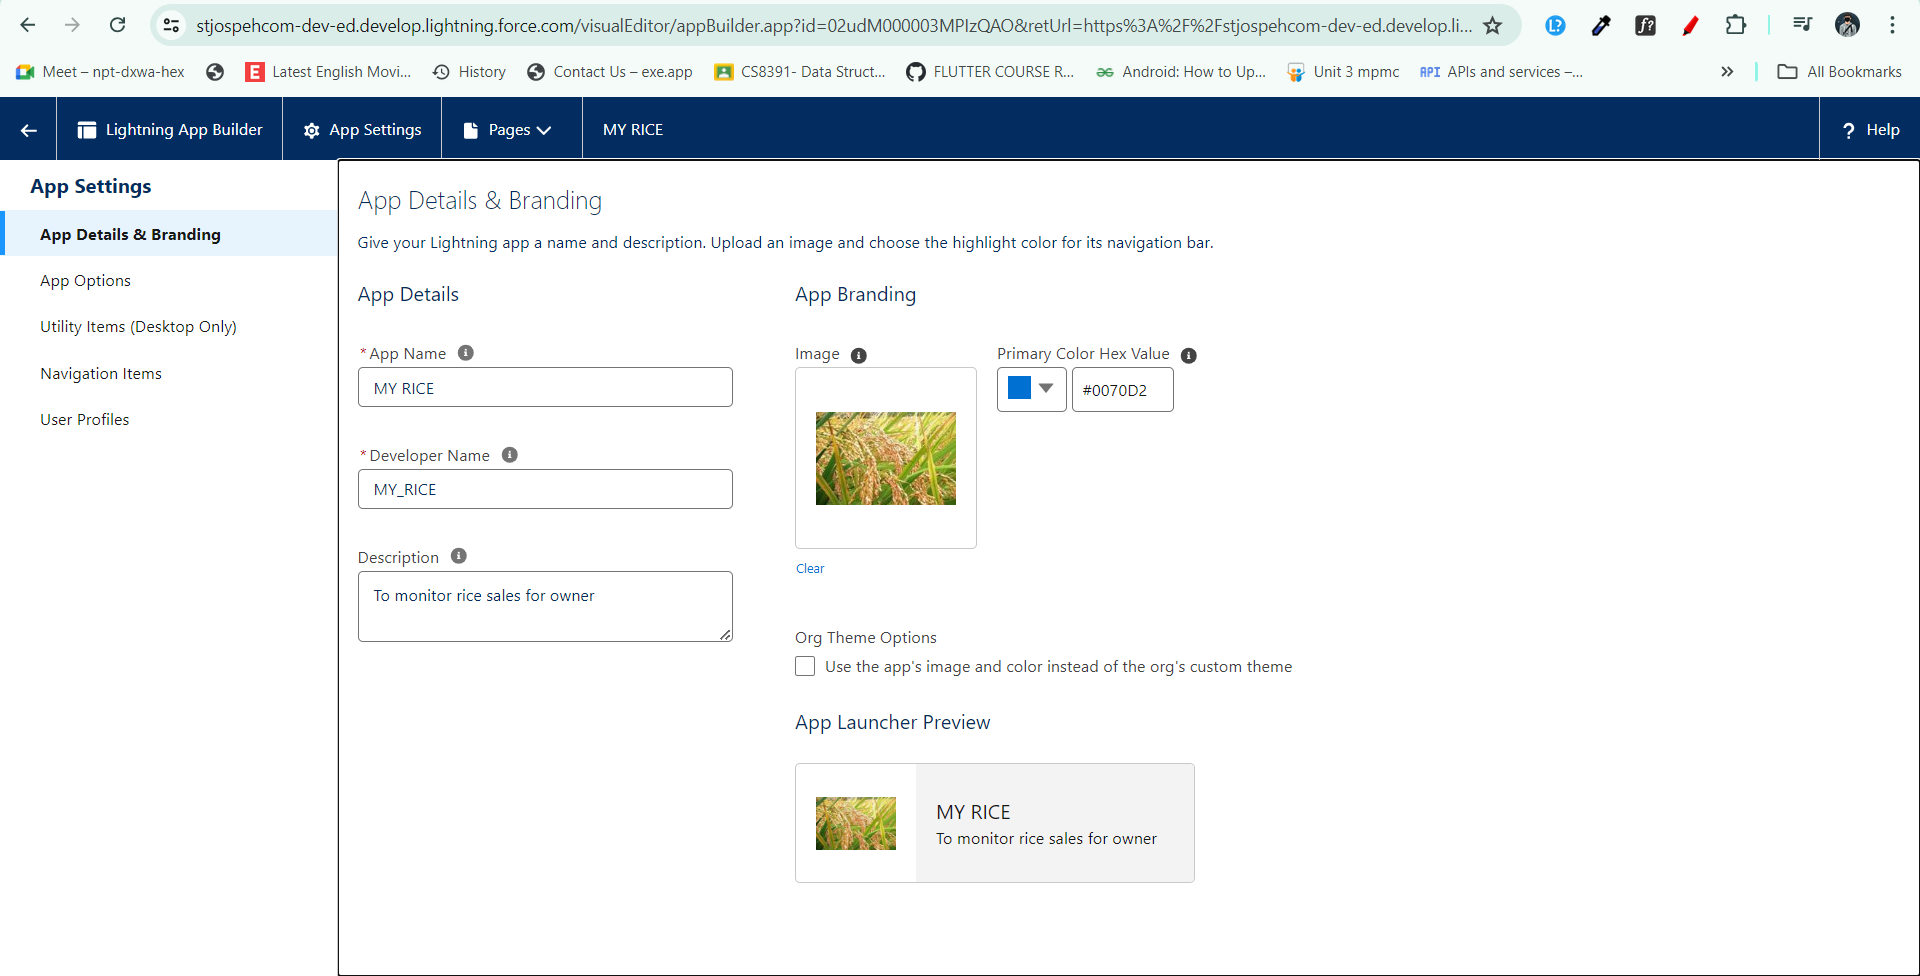 stjospehcom-dev-ed.develop.lightning.force.com/visualEditor/appBuilder.app?id=02udM000003MPIzQAO&retUrl=https%3A%2F%2Fstjospehcom-dev-ed.develop.li...
Meet – npt-dxwa-hex
Latest English Movi...
History
Contact Us – exe.app
CS8391- Data Struct...
FLUTTER COURSE R...
Android: How to Up...
Unit 3 mpmc
API APIs and services –...
All Bookmarks
Lightning App Builder
App Settings
Pages
MY RICE
? Help
App Settings
App Details & Branding
App Options
Utility Items (Desktop Only)
Navigation Items
User Profiles
App Details & Branding
Give your Lightning app a name and description. Upload an image and choose the highlight color for its navigation bar.
App Details
*App Name
MY RICE
*Developer Name
MY_RICE
Description
To monitor rice sales for owner
App Branding
Image
Primary Color Hex Value
#0070D2
Clear
Org Theme Options
Use the app's image and color instead of the org's custom theme
App Launcher Preview
MY RICE
To monitor rice sales for owner